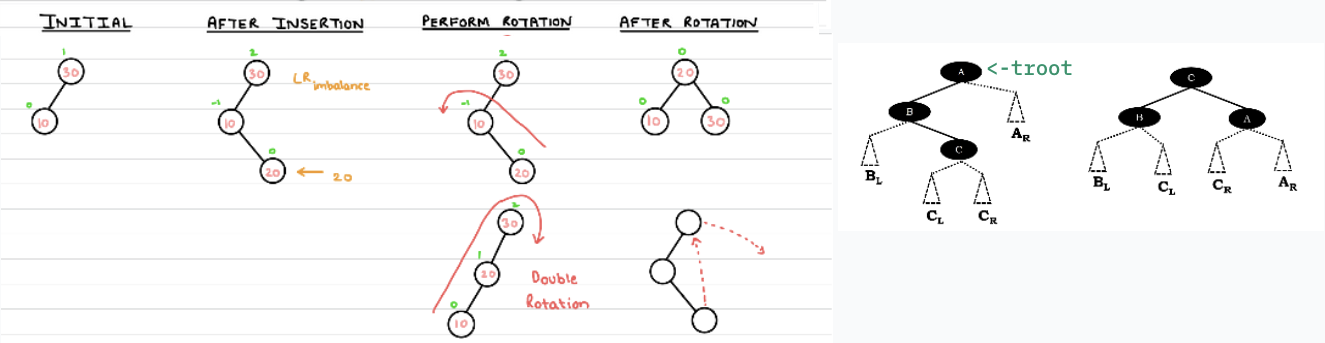 INITIAL
AFTER INSERTION
PERFORM ROTATION
AFTER ROTATION
1
30
0
10
2
30
LR imbalance
-1
10
0
20
← 20
2
30
-1
10
0
20
0
20
0
10
0
30
2
30
1
20
0
10
Double
Rotation
A
<-troot
B
A_R
C
B_L
C_L
C_R
C
B
A
B_L
C_L
C_R
A_R